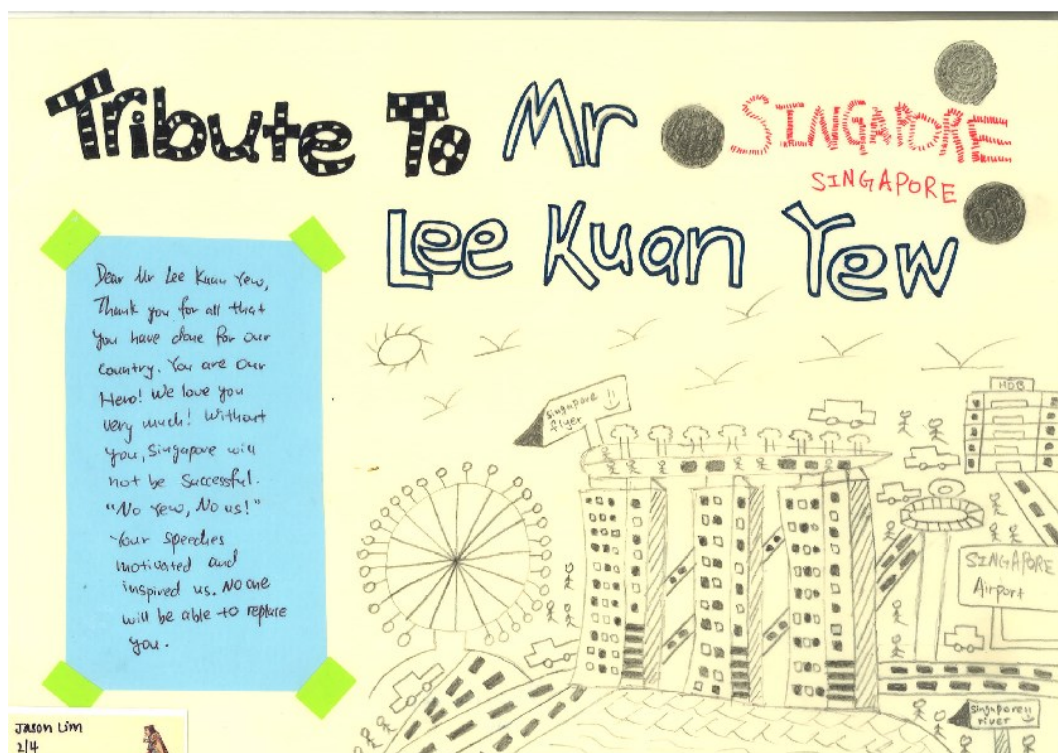 Tribute To Mr
Lee Kuan Yew
SINGAPORE
SINGAPORE
Dear Mr Lee Kuan Yew,
Thank you for all that
you have done for our
country. You are our
Hero! We love you
very much! Without
you, Singapore will
not be successful.
"No Yew, No us!"
Your speeches
motivated and
inspired us. No one
will be able to replace
you.
Singapore
flyer
HDB
SINGAPORE
Airport
Singapore
river
Jason Lim
2/4